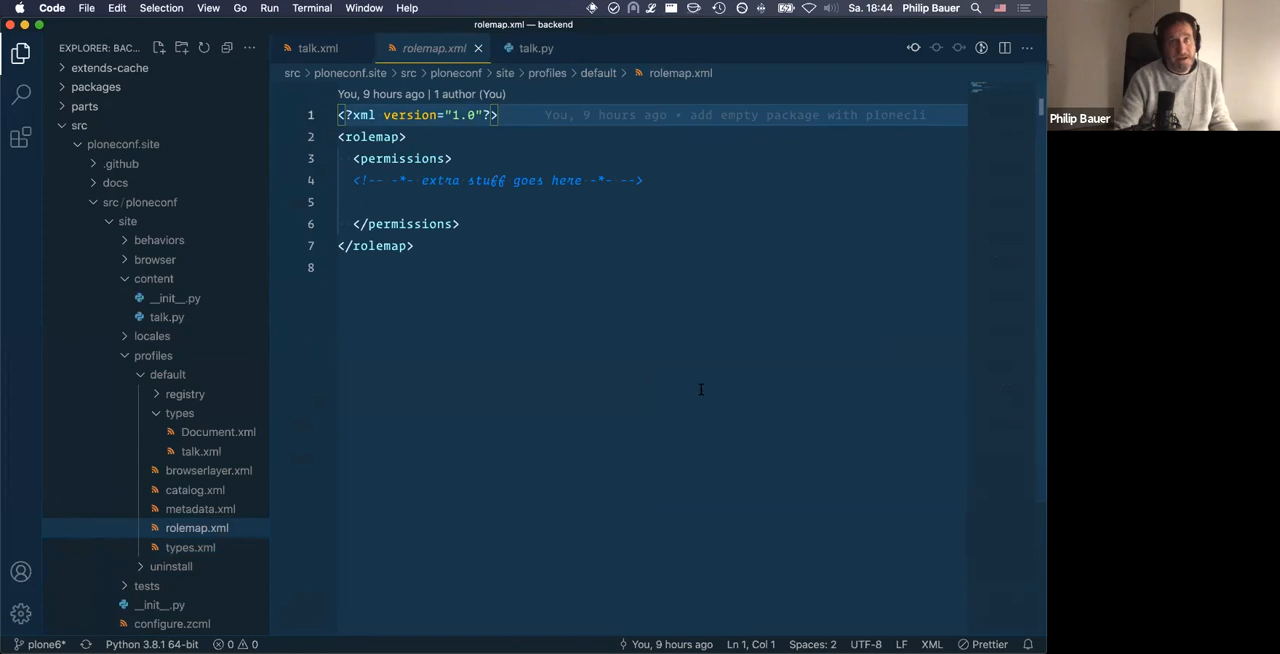 Code File Edit Selection View Go Run Terminal Window Help Sa. 18:44 Philip Bauer
rolemap.xml — backend
EXPLORER: BAC... talk.xml rolemap.xml talk.py
src > ploneconf.site > src > ploneconf > site > profiles > default > rolemap.xml
You, 9 hours ago | 1 author (You)
1 <?xml version="1.0"?> You, 9 hours ago • add empty package with plonecli
2 <rolemap>
3 <permissions>
4 <!-- -*- extra stuff goes here -*- -->
5
6 </permissions>
7 </rolemap>
8
extends-cache
packages
parts
src
ploneconf.site
.github
docs
src/ploneconf
site
behaviors
browser
content
__init__.py
talk.py
locales
profiles
default
registry
types
Document.xml
talk.xml
browserlayer.xml
catalog.xml
metadata.xml
rolemap.xml
types.xml
uninstall
tests
__init__.py
configure.zcml
plone6* Python 3.8.1 64-bit 0 0 You, 9 hours ago Ln 1, Col 1 Spaces: 2 UTF-8 LF XML Prettier
Philip Bauer